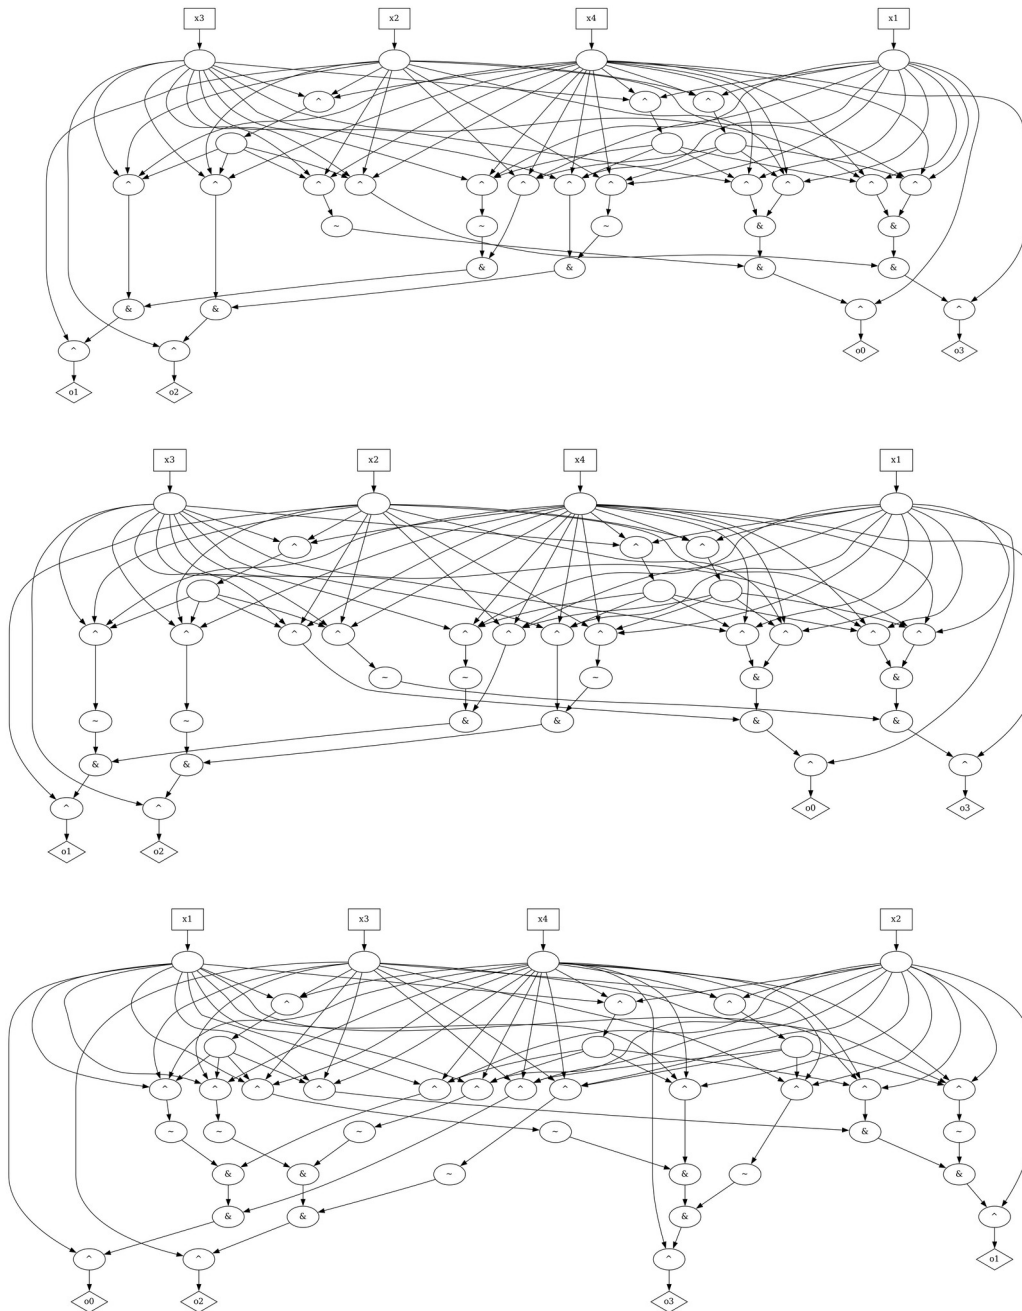 x3 x2 x4 x1
^ ^ ^
^ ^ ^ ^ ^ ^ ^ ^ ^ ^ ^ ^
~ ~ ~ & &
& & & &
& & ^ ^
^ ^ o0 o3
o1 o2
x3 x2 x4 x1
^ ^ ^
^ ^ ^ ^ ^ ^ ^ ^ ^ ^ ^ ^
~ ~ ~ & &
~ ~ & & & &
& & ^ ^
^ ^ o0 o3
o1 o2
x1 x3 x4 x2
^ ^ ^
^ ^ ^ ^ ^ ^ ^ ^ ^ ^ ^ ^
~ ~ ~ ~ & ~
& & ~ & ~ &
& & & ^
^ ^ ^ o1
o0 o2 o3